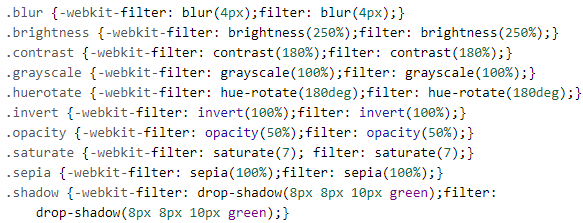 .blur {-webkit-filter: blur(4px);filter: blur(4px);}
.brightness {-webkit-filter: brightness(250%);filter: brightness(250%);}
.contrast {-webkit-filter: contrast(180%);filter: contrast(180%);}
.grayscale {-webkit-filter: grayscale(100%);filter: grayscale(100%);}
.huerotate {-webkit-filter: hue-rotate(180deg);filter: hue-rotate(180deg);}
.invert {-webkit-filter: invert(100%);filter: invert(100%);}
.opacity {-webkit-filter: opacity(50%);filter: opacity(50%);}
.saturate {-webkit-filter: saturate(7); filter: saturate(7);}
.sepia {-webkit-filter: sepia(100%);filter: sepia(100%);}
.shadow {-webkit-filter: drop-shadow(8px 8px 10px green);filter:
drop-shadow(8px 8px 10px green);}